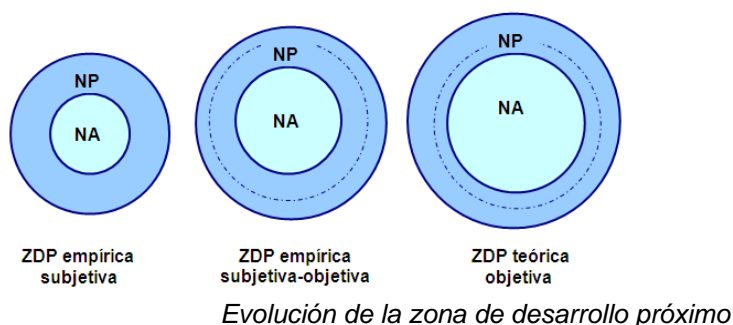 NP
NA
NP
NA
NP
NA
ZDP empírica
subjetiva
ZDP empírica
subjetiva-objetiva
ZDP teórica
objetiva
Evolución de la zona de desarrollo próximo